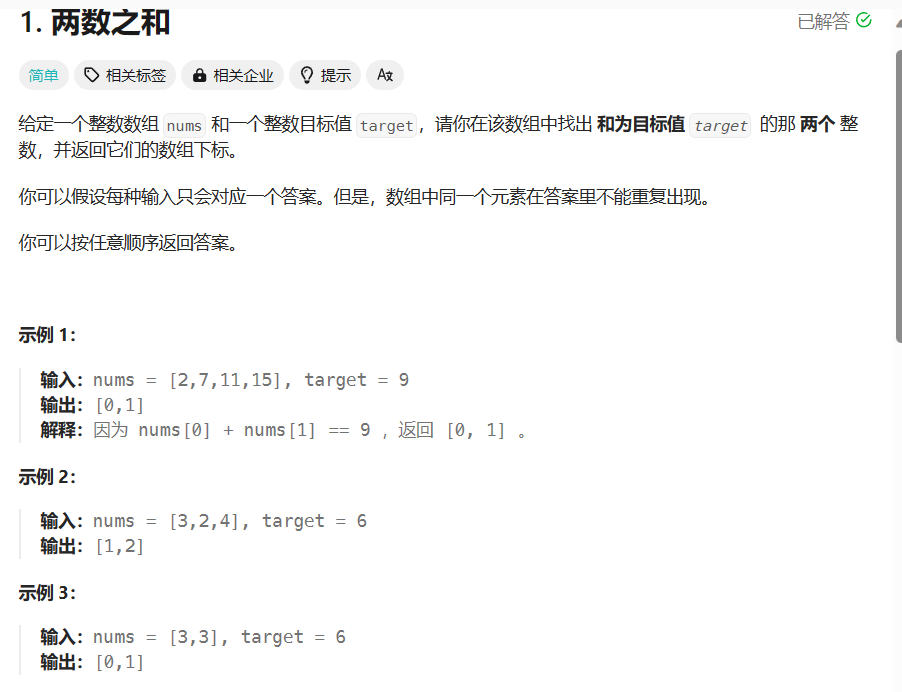 1. 两数之和
已解答
简单 相关标签 相关企业 提示 Aあ
给定一个整数数组 nums 和一个整数目标值 target，请你在该数组中找出 和为目标值 target 的那 两个 整
数，并返回它们的数组下标。
你可以假设每种输入只会对应一个答案。但是，数组中同一个元素在答案里不能重复出现。
你可以按任意顺序返回答案。
示例 1：
输入：nums = [2,7,11,15], target = 9
输出：[0,1]
解释：因为 nums[0] + nums[1] == 9 ，返回 [0, 1] 。
示例 2：
输入：nums = [3,2,4], target = 6
输出：[1,2]
示例 3：
输入：nums = [3,3], target = 6
输出：[0,1]